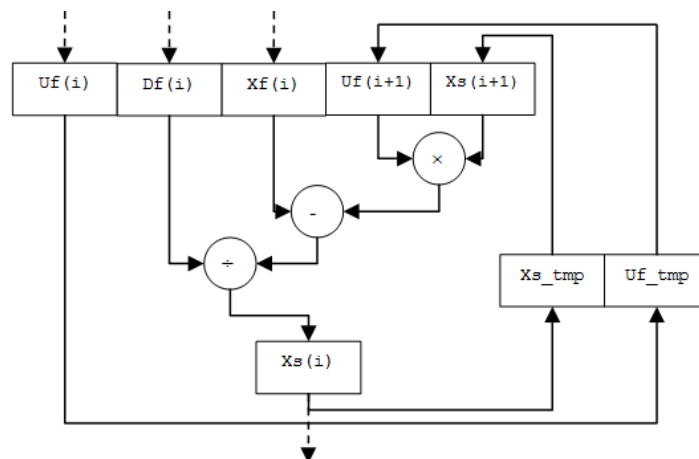 Uf(i) Df(i) Xf(i) Uf(i+1) Xs(i+1)
×
-
÷
Xs_tmp Uf_tmp
Xs(i)